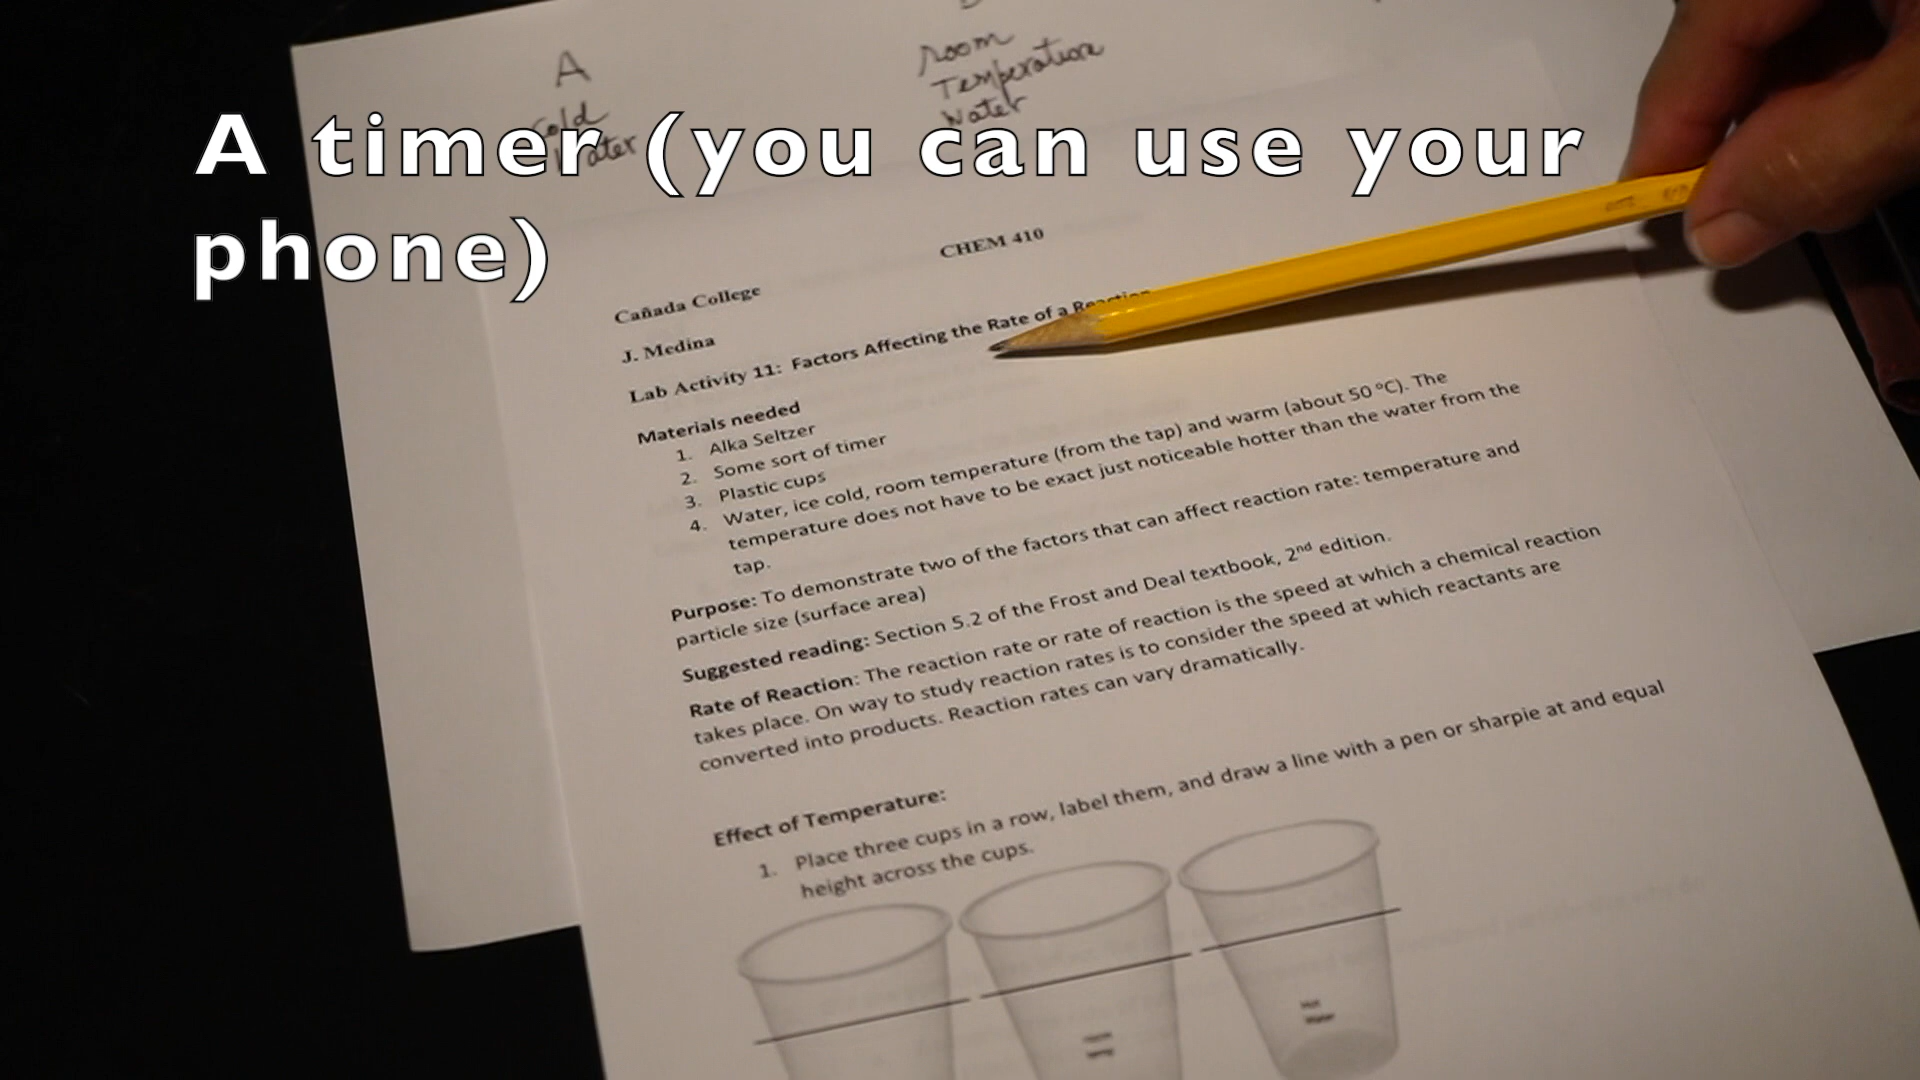 A
room
Temperation
Water
Cold
Water
A timer (you can use your
phone)
CHEM 410
Cañada College
J. Medina
Lab Activity 11: Factors Affecting the Rate of a Reaction
Materials needed
1. Alka Seltzer
2. Some sort of timer
3. Plastic cups
4. Water, ice cold, room temperature (from the tap) and warm (about 50 ºC). The
temperature does not have to be exact just noticeable hotter than the water from the
tap.
Purpose: To demonstrate two of the factors that can affect reaction rate: temperature and
particle size (surface area)
Suggested reading: Section 5.2 of the Frost and Deal textbook, 2nd edition.
Rate of Reaction: The reaction rate or rate of reaction is the speed at which a chemical reaction
takes place. On way to study reaction rates is to consider the speed at which reactants are
converted into products. Reaction rates can vary dramatically.
Effect of Temperature:
1. Place three cups in a row, label them, and draw a line with a pen or sharpie at and equal
height across the cups.
Hot
Water